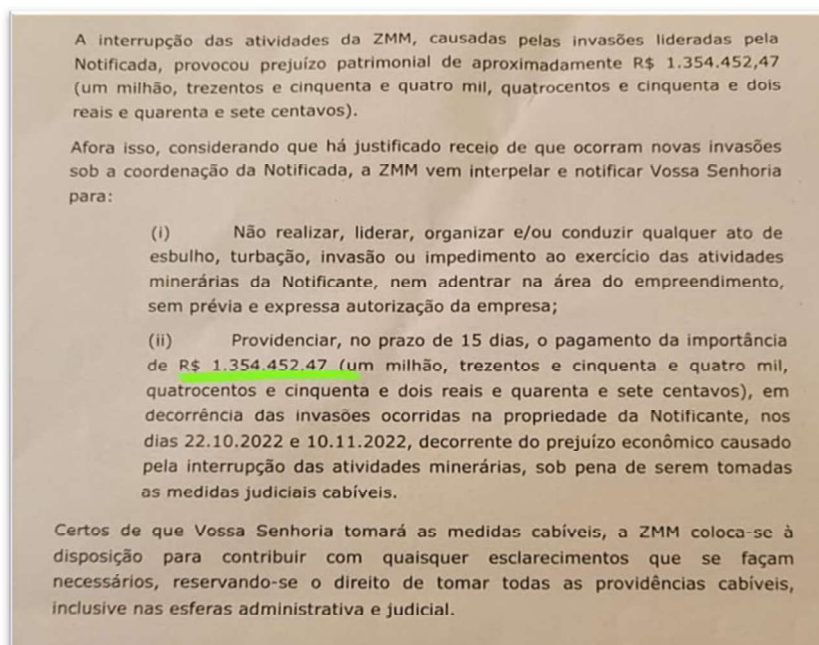 A interrupção das atividades da ZMM, causadas pelas invasões lideradas pela
Notificada, provocou prejuízo patrimonial de aproximadamente R$ 1.354.452,47
(um milhão, trezentos e cinquenta e quatro mil, quatrocentos e cinquenta e dois
reais e quarenta e sete centavos).
Afora isso, considerando que há justificado receio de que ocorram novas invasões
sob a coordenação da Notificada, a ZMM vem interpelar e notificar Vossa Senhoria
para:
(i) Não realizar, liderar, organizar e/ou conduzir qualquer ato de
esbulho, turbação, invasão ou impedimento ao exercício das atividades
minerárias da Notificante, nem adentrar na área do empreendimento,
sem prévia e expressa autorização da empresa;
(ii) Providenciar, no prazo de 15 dias, o pagamento da importância
de R$ 1.354.452,47 (um milhão, trezentos e cinquenta e quatro mil,
quatrocentos e cinquenta e dois reais e quarenta e sete centavos), em
decorrência das invasões ocorridas na propriedade da Notificante, nos
dias 22.10.2022 e 10.11.2022, decorrente do prejuízo econômico causado
pela interrupção das atividades minerárias, sob pena de serem tomadas
as medidas judiciais cabíveis.
Certos de que Vossa Senhoria tomará as medidas cabíveis, a ZMM coloca-se à
disposição para contribuir com quaisquer esclarecimentos que se façam
necessários, reservando-se o direito de tomar todas as providências cabíveis,
inclusive nas esferas administrativa e judicial.